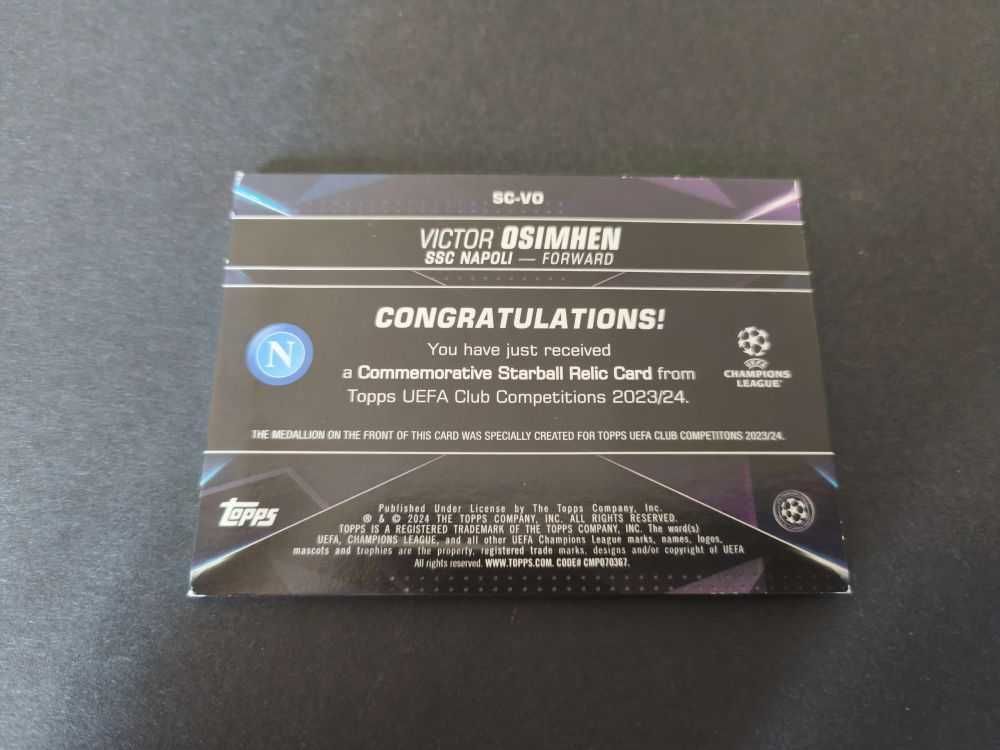 SC-VO
VICTOR OSIMHEN
SSC NAPOLI — FORWARD
CONGRATULATIONS!
You have just received
a Commemorative Starball Relic Card from
Topps UEFA Club Competitions 2023/24.
N
UEFA
CHAMPIONS
LEAGUE®
THE MEDALLION ON THE FRONT OF THIS CARD WAS SPECIALLY CREATED FOR TOPPS UEFA CLUB COMPETITONS 2023/24.
topps
Published Under License by The Topps Company, Inc.
® & © 2024 THE TOPPS COMPANY, INC. ALL RIGHTS RESERVED.
TOPPS IS A REGISTERED TRADEMARK OF THE TOPPS COMPANY, INC. The word(s)
UEFA, CHAMPIONS LEAGUE, and all other UEFA Champions League marks, names, logos,
mascots and trophies are the property, registered trade marks, designs and/or copyright of UEFA
All rights reserved. WWW.TOPPS.COM. CODE# CMP070367.